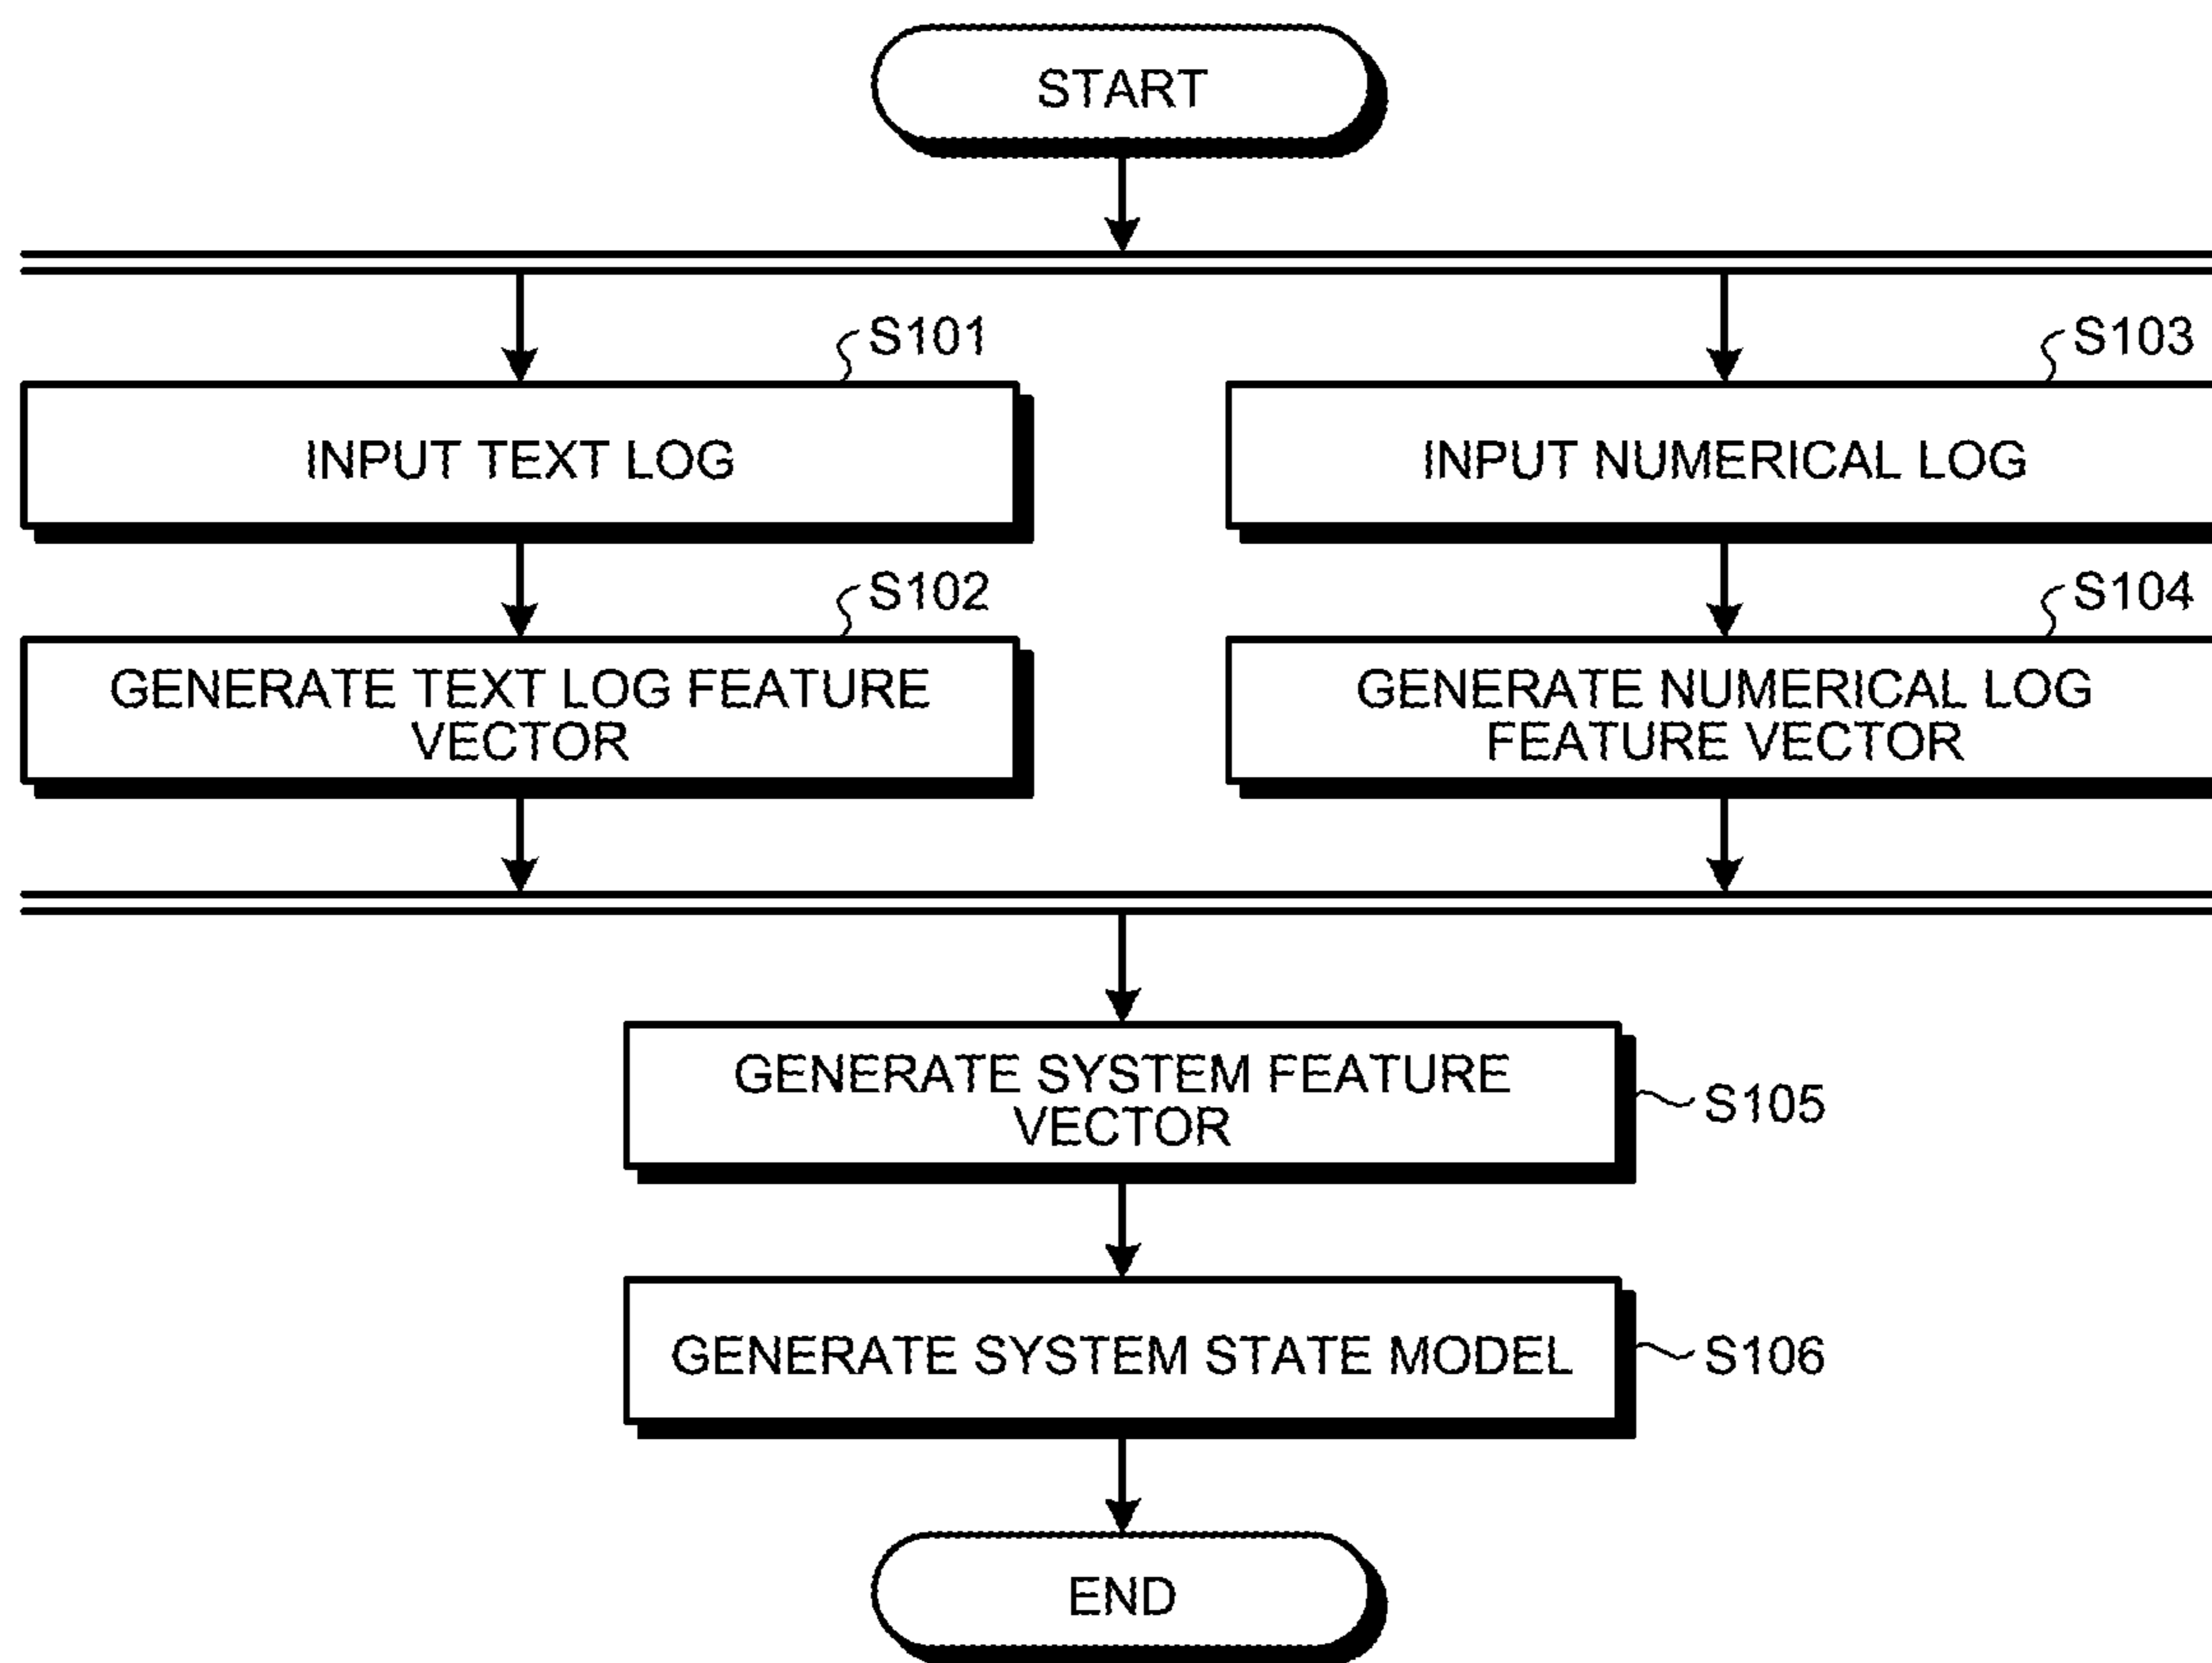 START
S101
INPUT TEXT LOG
S102
GENERATE TEXT LOG FEATURE
VECTOR
S103
INPUT NUMERICAL LOG
S104
GENERATE NUMERICAL LOG
FEATURE VECTOR
GENERATE SYSTEM FEATURE
VECTOR
S105
GENERATE SYSTEM STATE MODEL
S106
END